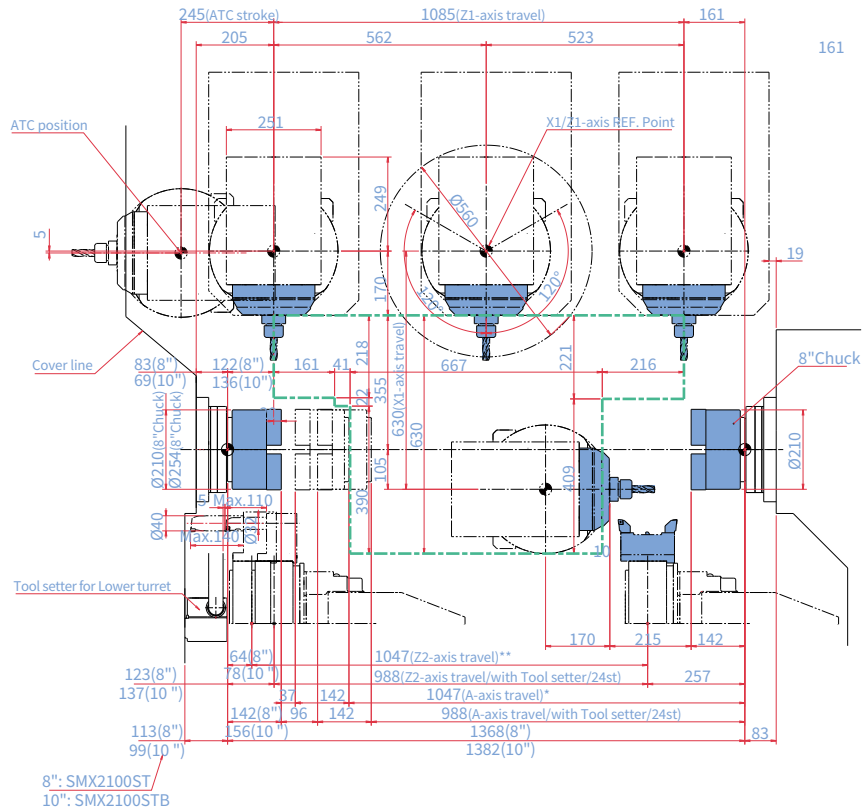 245(ATC stroke)
1085(Z1-axis travel)
161
205
562
523
161
ATC position
251
X1/Z1-axis REF. Point
249
Ø560
5
19
170
120°
120°
Cover line
83(8")
69(10")
122(8")
136(10")
161
41
218
667
221
216
8"Chuck
355
630(X1-axis travel)
22
630
Ø210(8"Chuck)
Ø254(8"Chuck)
Ø210
105
390
409
5
Max.110
Ø40
Ø32
Max.140
10
Tool setter for Lower turret
170
215
142
64(8")
78(10 ")
1047(Z2-axis travel)**
123(8")
137(10 ")
988(Z2-axis travel/with Tool setter/24st)
257
37
142
1047(A-axis travel)*
142(8")
156(10 ")
96
142
988(A-axis travel/with Tool setter/24st)
113(8")
99(10 ")
1368(8")
1382(10")
83
8": SMX2100ST
10": SMX2100STB